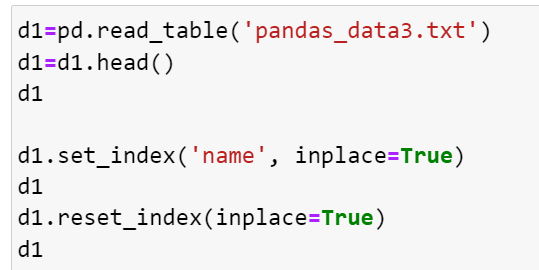 d1=pd.read_table('pandas_data3.txt')
d1=d1.head()
d1
d1.set_index('name', inplace=True)
d1
d1.reset_index(inplace=True)
d1